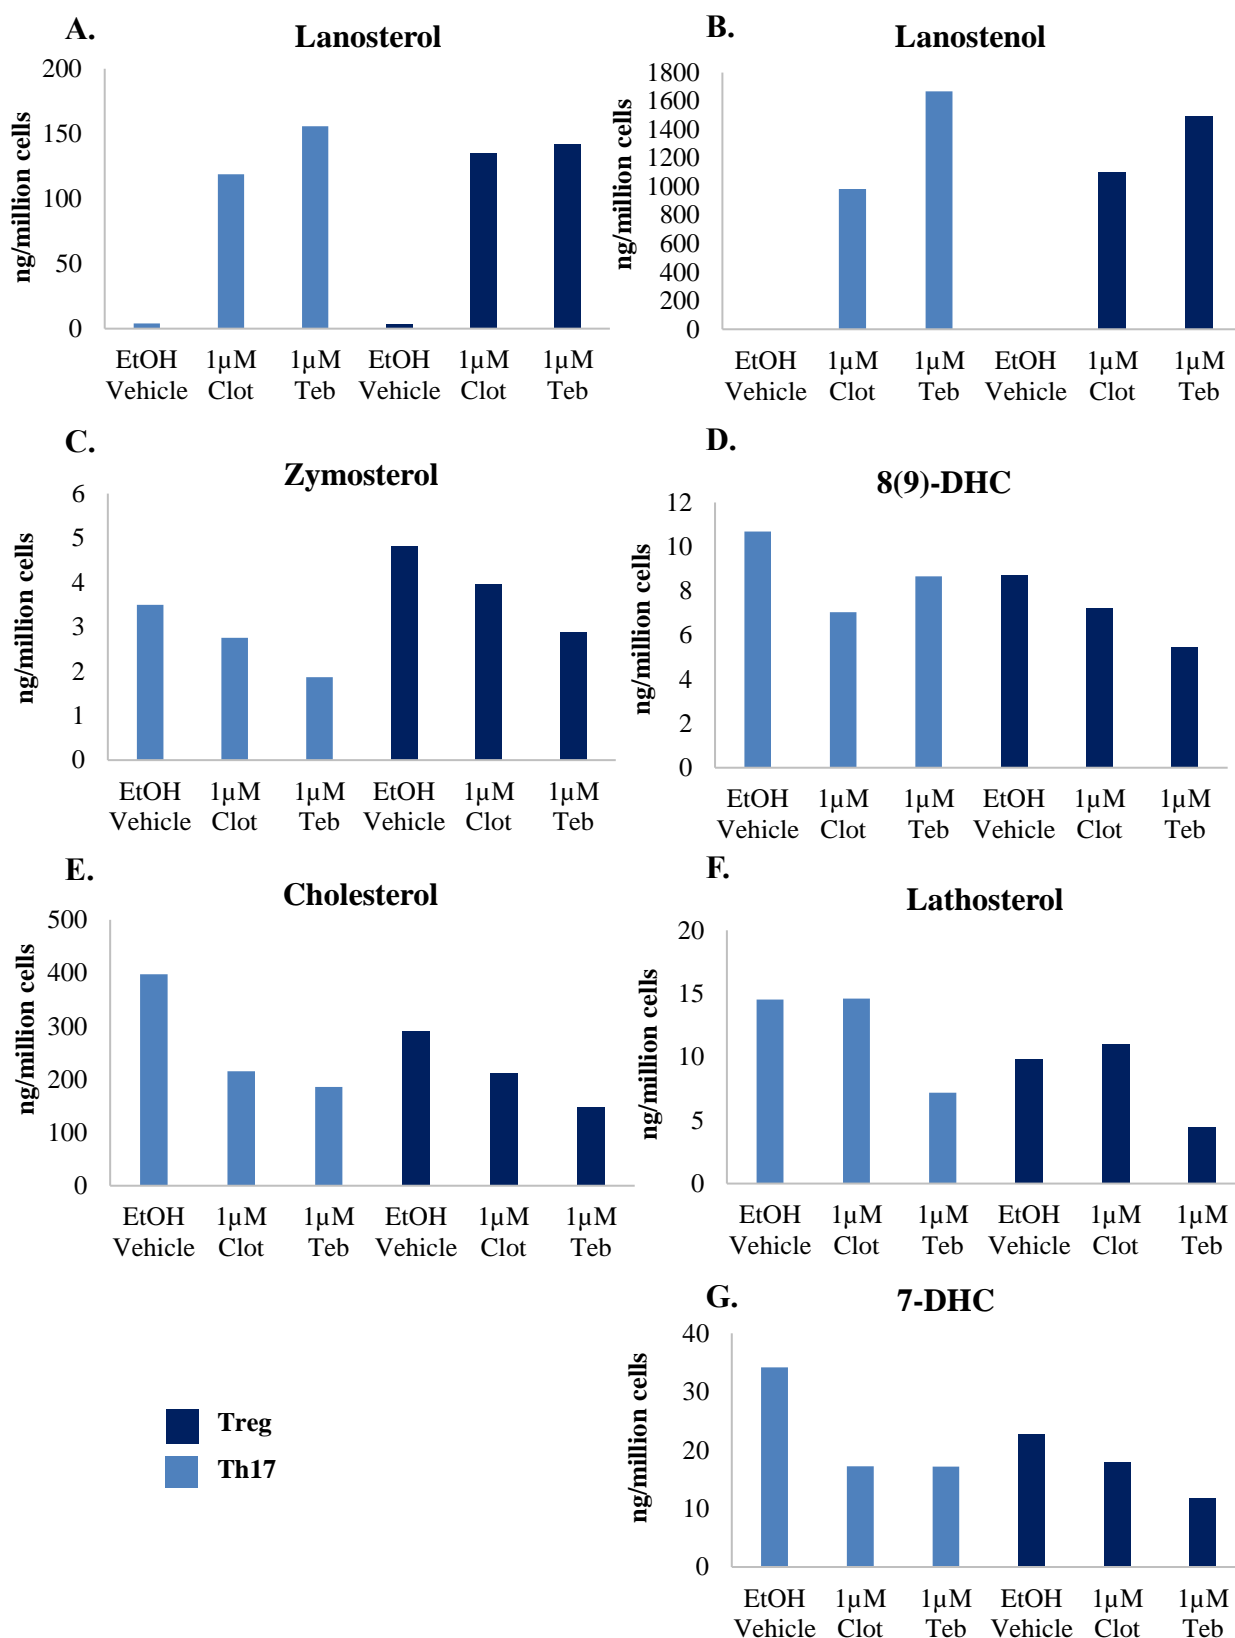 A.
Lanosterol
ng/million cells
200
150
100
50
0
EtOH Vehicle
1µM Clot
1µM Teb
EtOH Vehicle
1µM Clot
1µM Teb
B.
Lanostenol
ng/million cells
1800
1600
1400
1200
1000
800
600
400
200
0
EtOH Vehicle
1µM Clot
1µM Teb
EtOH Vehicle
1µM Clot
1µM Teb
C.
Zymosterol
ng/million cells
6
5
4
3
2
1
0
EtOH Vehicle
1µM Clot
1µM Teb
EtOH Vehicle
1µM Clot
1µM Teb
D.
8(9)-DHC
ng/million cells
12
10
8
6
4
2
0
EtOH Vehicle
1µM Clot
1µM Teb
EtOH Vehicle
1µM Clot
1µM Teb
E.
Cholesterol
ng/million cells
500
400
300
200
100
0
EtOH Vehicle
1µM Clot
1µM Teb
EtOH Vehicle
1µM Clot
1µM Teb
F.
Lathosterol
ng/million cells
20
15
10
5
0
EtOH Vehicle
1µM Clot
1µM Teb
EtOH Vehicle
1µM Clot
1µM Teb
G.
7-DHC
ng/million cells
40
30
20
10
0
EtOH Vehicle
1µM Clot
1µM Teb
EtOH Vehicle
1µM Clot
1µM Teb
Treg
Th17